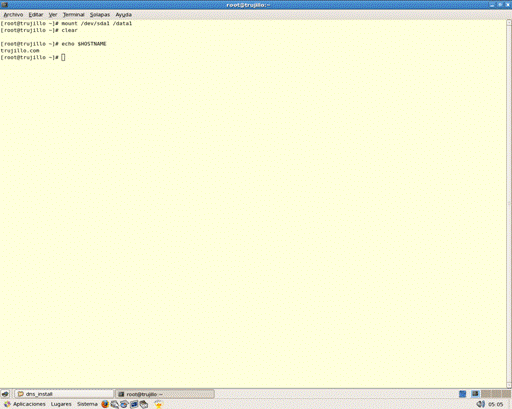 root@trujillo:~
Archivo Editar Ver Terminal Solapas Ayuda
[root@trujillo ~]# mount /dev/sda1 /data1
[root@trujillo ~]# clear
[root@trujillo ~]# echo $HOSTNAME
trujillo.com
[root@trujillo ~]#
dns_install root@trujillo:~
Aplicaciones Lugares Sistema 05:05